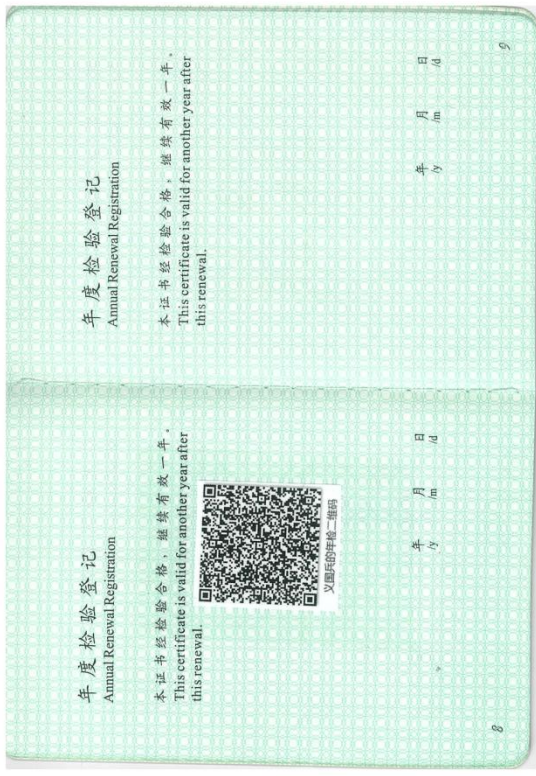 年度检验登记
Annual Renewal Registration
本证书经检验合格，继续有效一年。
This certificate is valid for another year after
this renewal.
义国兵的年检二维码
年 月 日
/y /m /d
8
年度检验登记
Annual Renewal Registration
本证书经检验合格，继续有效一年。
This certificate is valid for another year after
this renewal.
年 月 日
/y /m /d
9